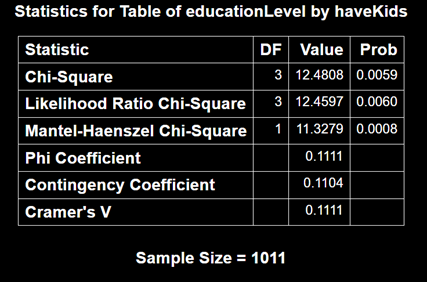 Statistics for Table of educationLevel by haveKids
Statistic DF Value Prob
Chi-Square 3 12.4808 0.0059
Likelihood Ratio Chi-Square 3 12.4597 0.0060
Mantel-Haenszel Chi-Square 1 11.3279 0.0008
Phi Coefficient 0.1111
Contingency Coefficient 0.1104
Cramer's V 0.1111
Sample Size = 1011